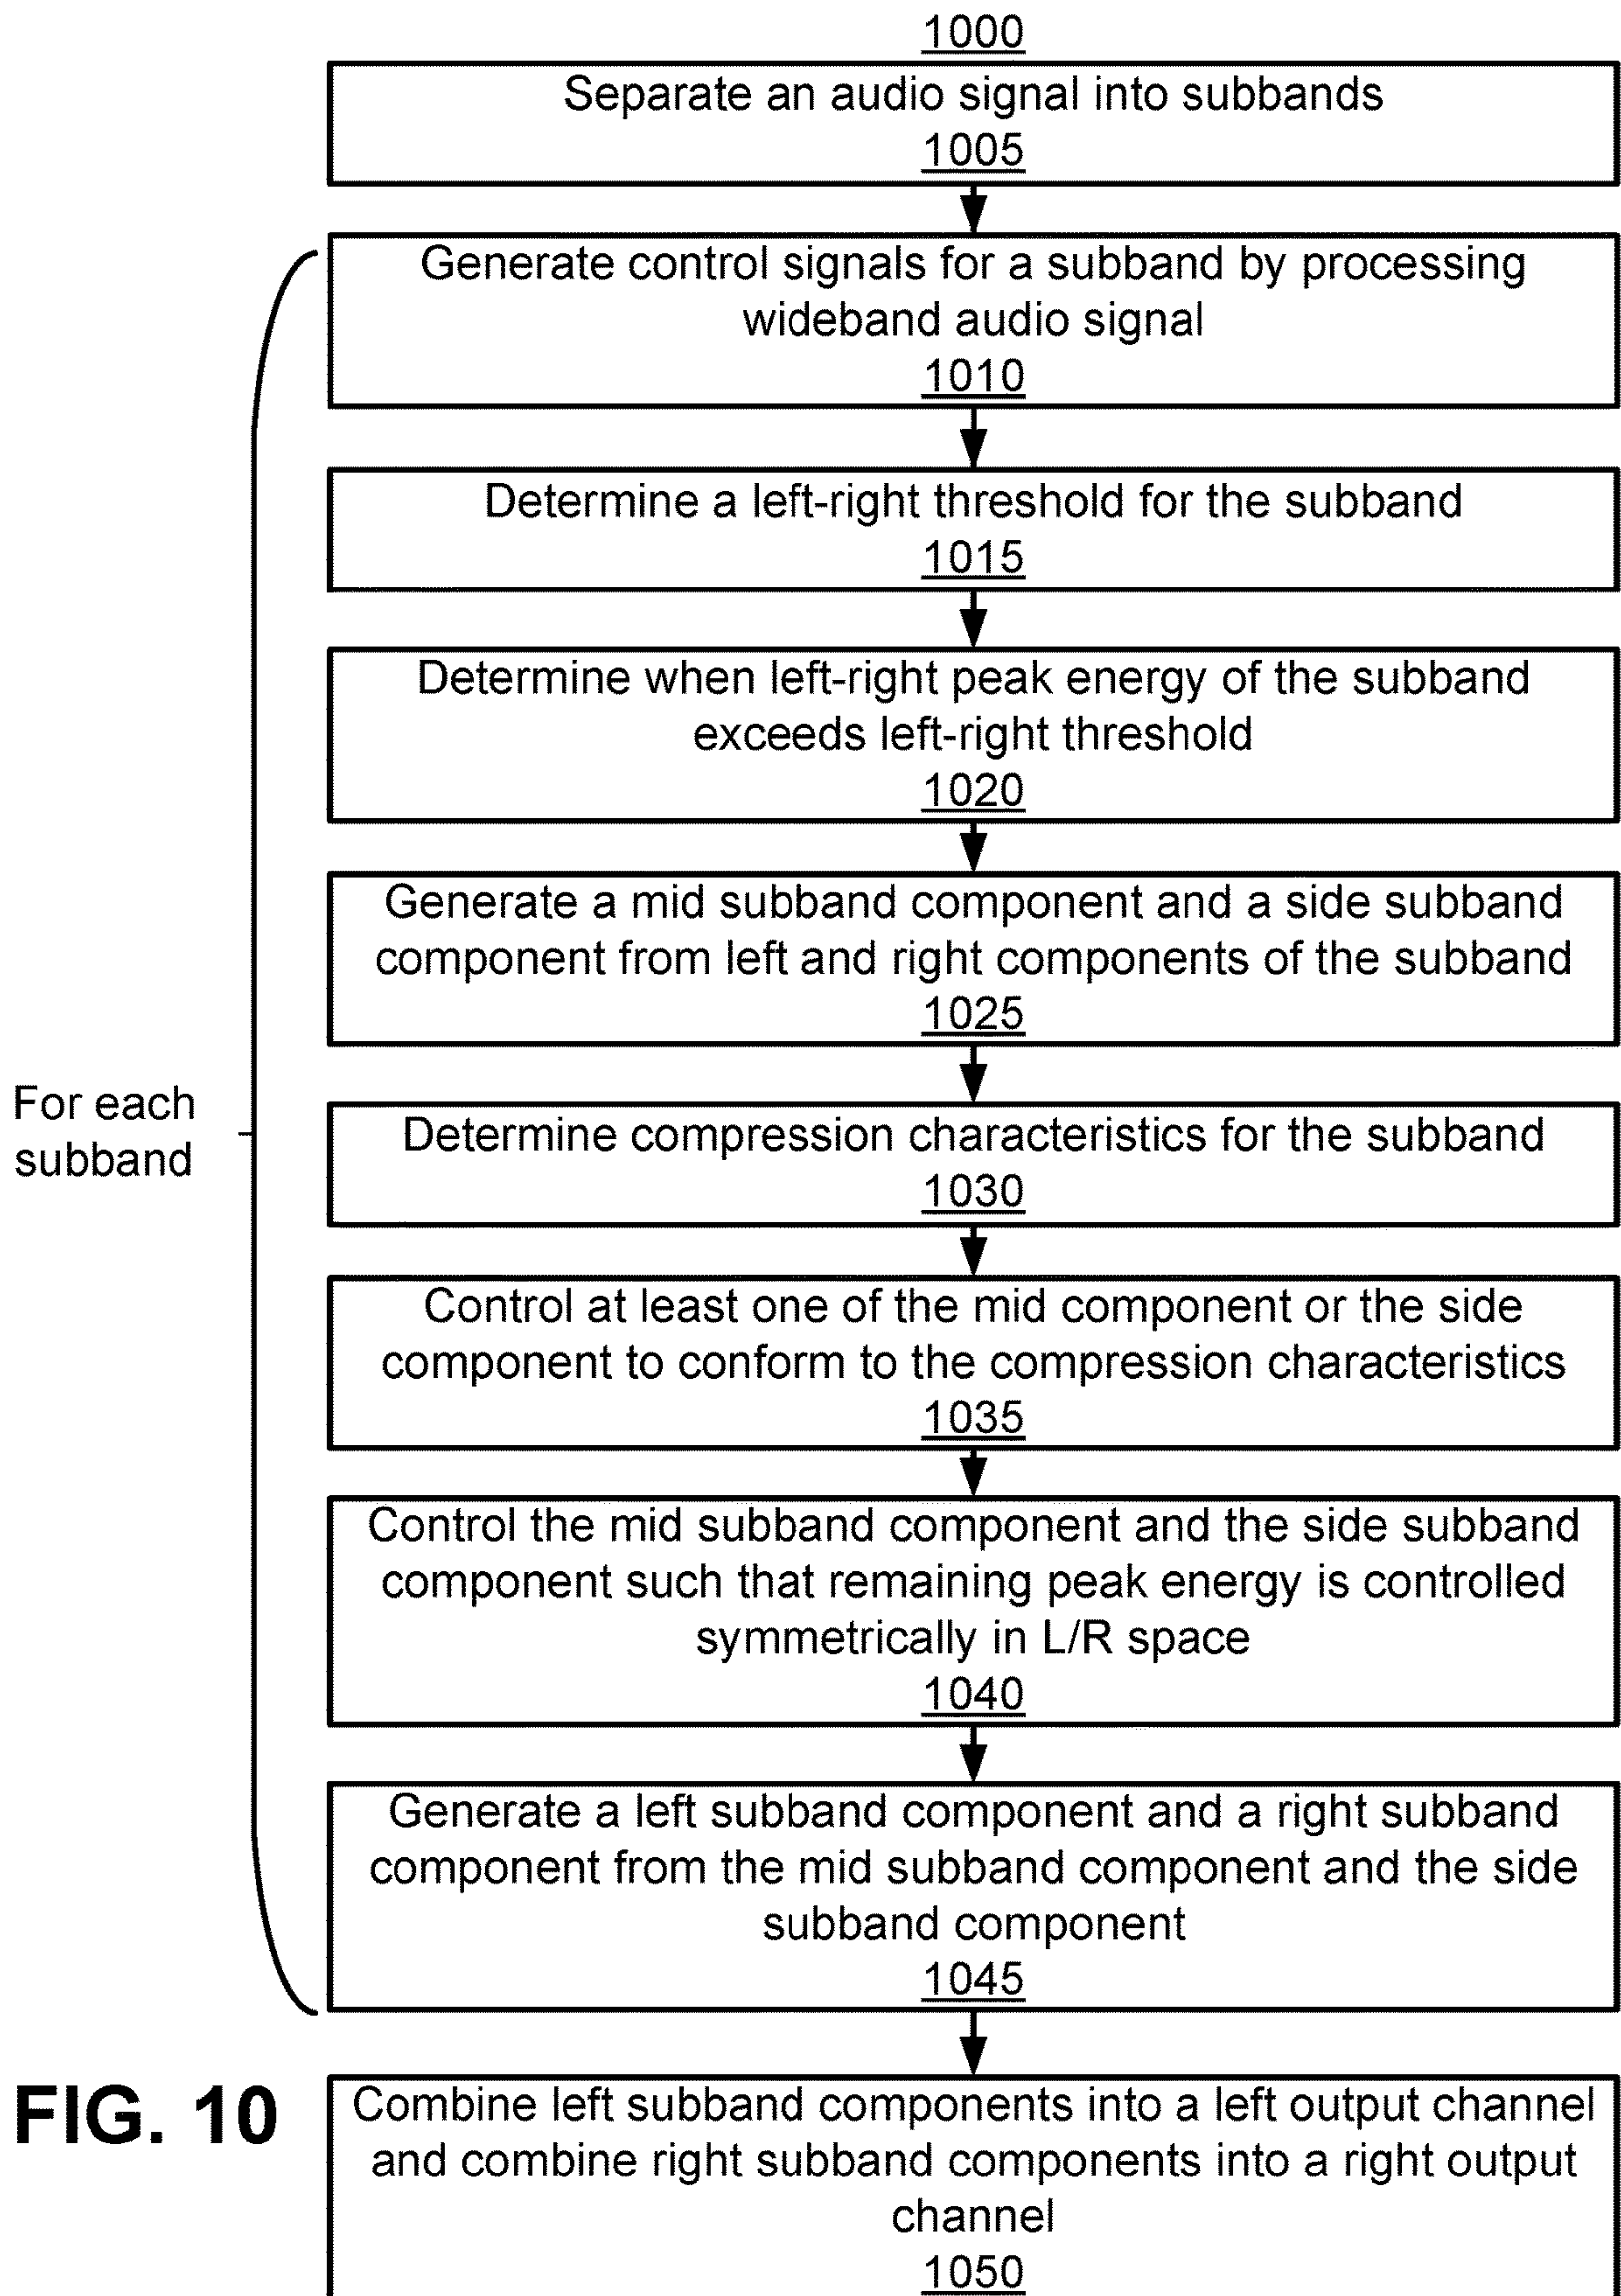 1000
Separate an audio signal into subbands
1005
Generate control signals for a subband by processing
wideband audio signal
1010
Determine a left-right threshold for the subband
1015
Determine when left-right peak energy of the subband
exceeds left-right threshold
1020
Generate a mid subband component and a side subband
component from left and right components of the subband
1025
For each
subband
Determine compression characteristics for the subband
1030
Control at least one of the mid component or the side
component to conform to the compression characteristics
1035
Control the mid subband component and the side subband
component such that remaining peak energy is controlled
symmetrically in L/R space
1040
Generate a left subband component and a right subband
component from the mid subband component and the side
subband component
1045
FIG. 10
Combine left subband components into a left output channel
and combine right subband components into a right output
channel
1050